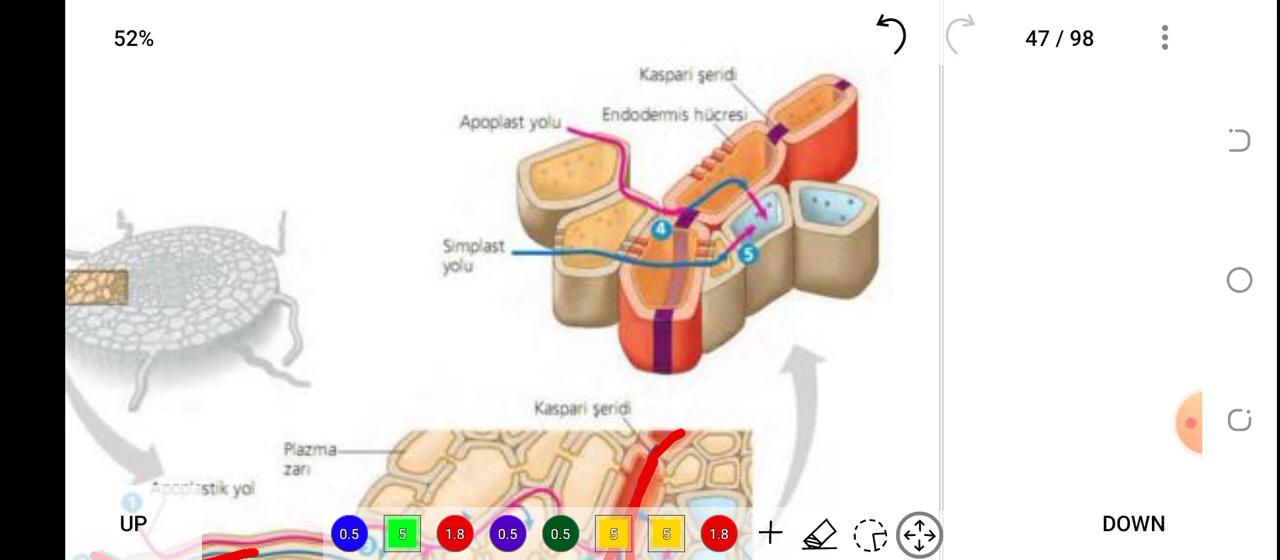 52%
47 / 98
Kaspari şeridi
Endodermis hücresi
Apoplast yolu
4
Simplast
yolu
5
Kaspari şeridi
Plazma
zarı
Apoplastik yol
1
UP
0.5
5
1.8
0.5
0.5
5
5
1.8
DOWN